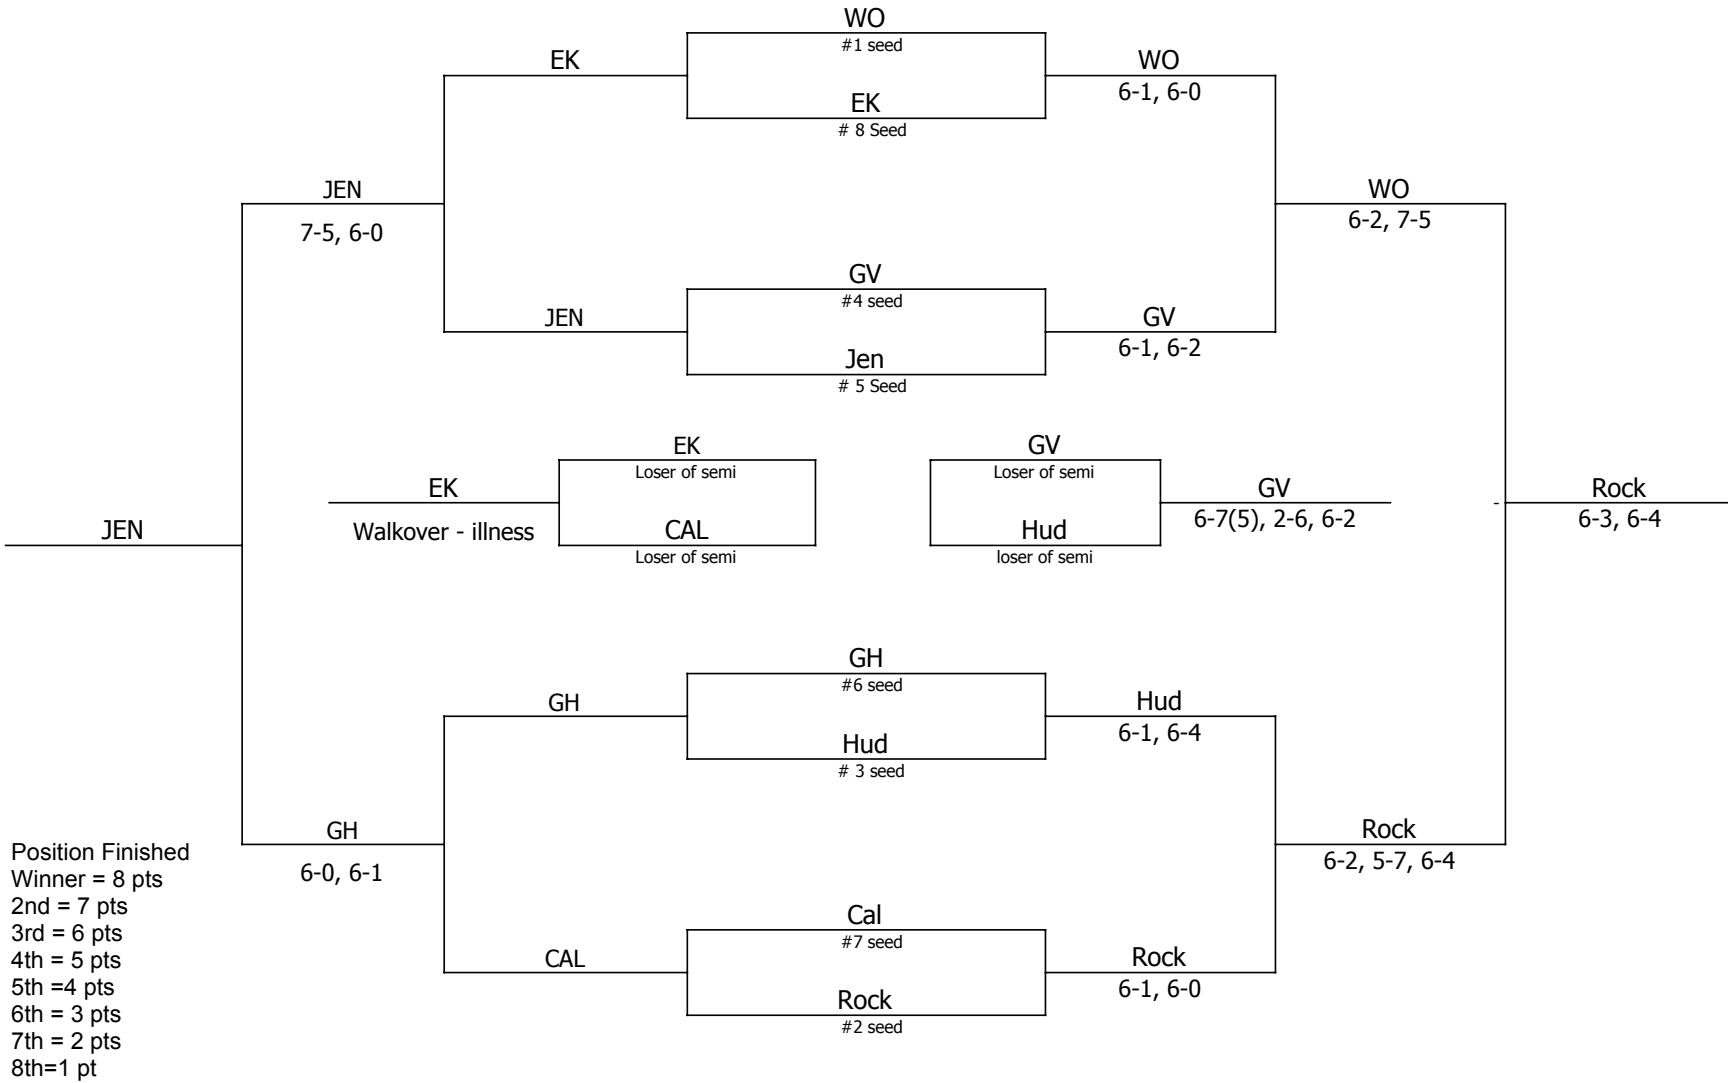 WO
#1 seed
EK
WO
6-1, 6-0
EK
# 8 Seed
JEN
7-5, 6-0
WO
6-2, 7-5
GV
#4 seed
JEN
GV
6-1, 6-2
Jen
# 5 Seed
EK
Loser of semi
GV
Loser of semi
EK
Walkover - illness
CAL
Loser of semi
Hud
loser of semi
GV
6-7(5), 2-6, 6-2
-
Rock
6-3, 6-4
JEN
GH
#6 seed
GH
Hud
6-1, 6-4
Hud
# 3 seed
GH
6-0, 6-1
Rock
6-2, 5-7, 6-4
Cal
#7 seed
CAL
Rock
6-1, 6-0
Rock
#2 seed
Position Finished
Winner = 8 pts
2nd = 7 pts
3rd = 6 pts
4th = 5 pts
5th =4 pts
6th = 3 pts
7th = 2 pts
8th=1 pt